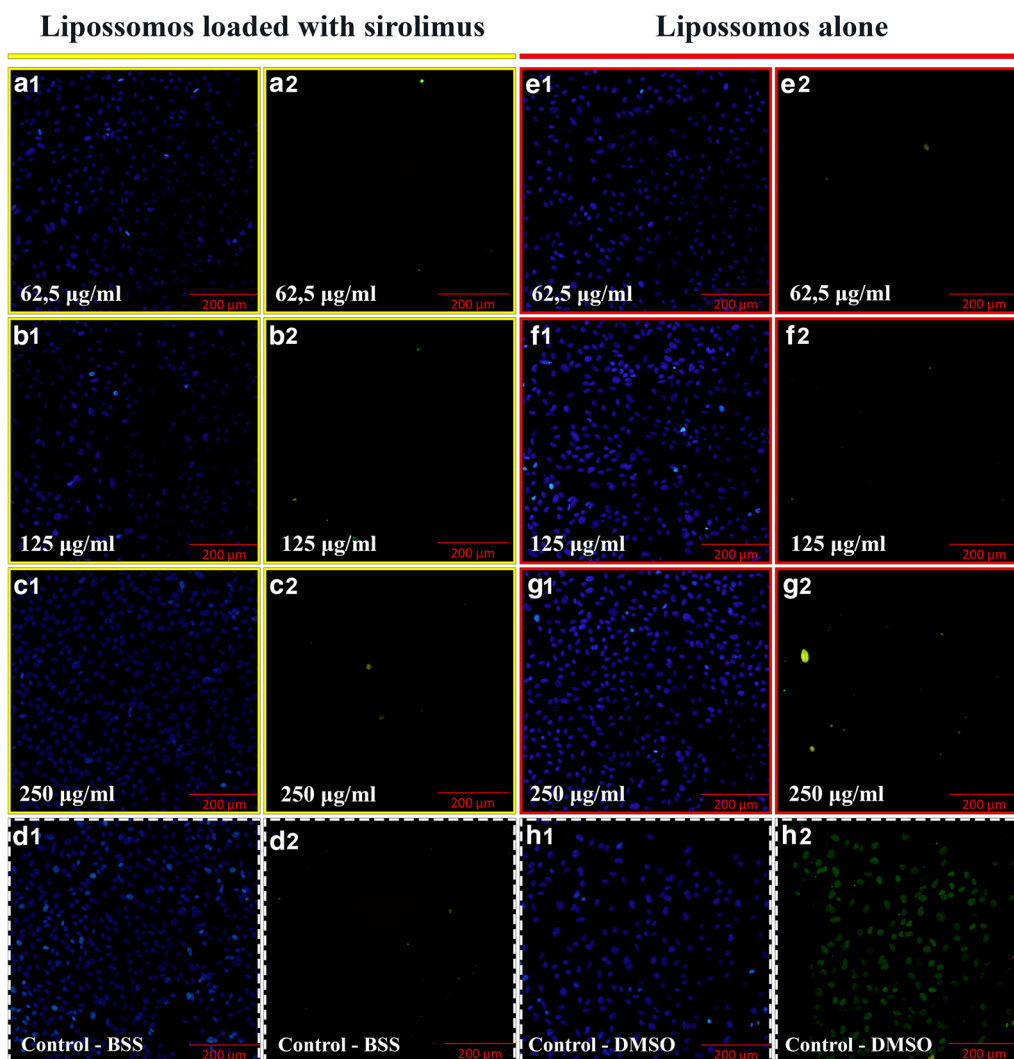 Lipossomos loaded with sirolimus
Lipossomos alone
a1
62,5 µg/ml
200 µm
a2
62,5 µg/ml
200 µm
e1
62,5 µg/ml
200 µm
e2
62,5 µg/ml
200 µm
b1
125 µg/ml
200 µm
b2
125 µg/ml
200 µm
f1
125 µg/ml
200 µm
f2
125 µg/ml
200 µm
c1
250 µg/ml
200 µm
c2
250 µg/ml
200 µm
g1
250 µg/ml
200 µm
g2
250 µg/ml
200 µm
d1
Control - BSS
200 µm
d2
Control - BSS
200 µm
h1
Control - DMSO
200 µm
h2
Control - DMSO
200 µm